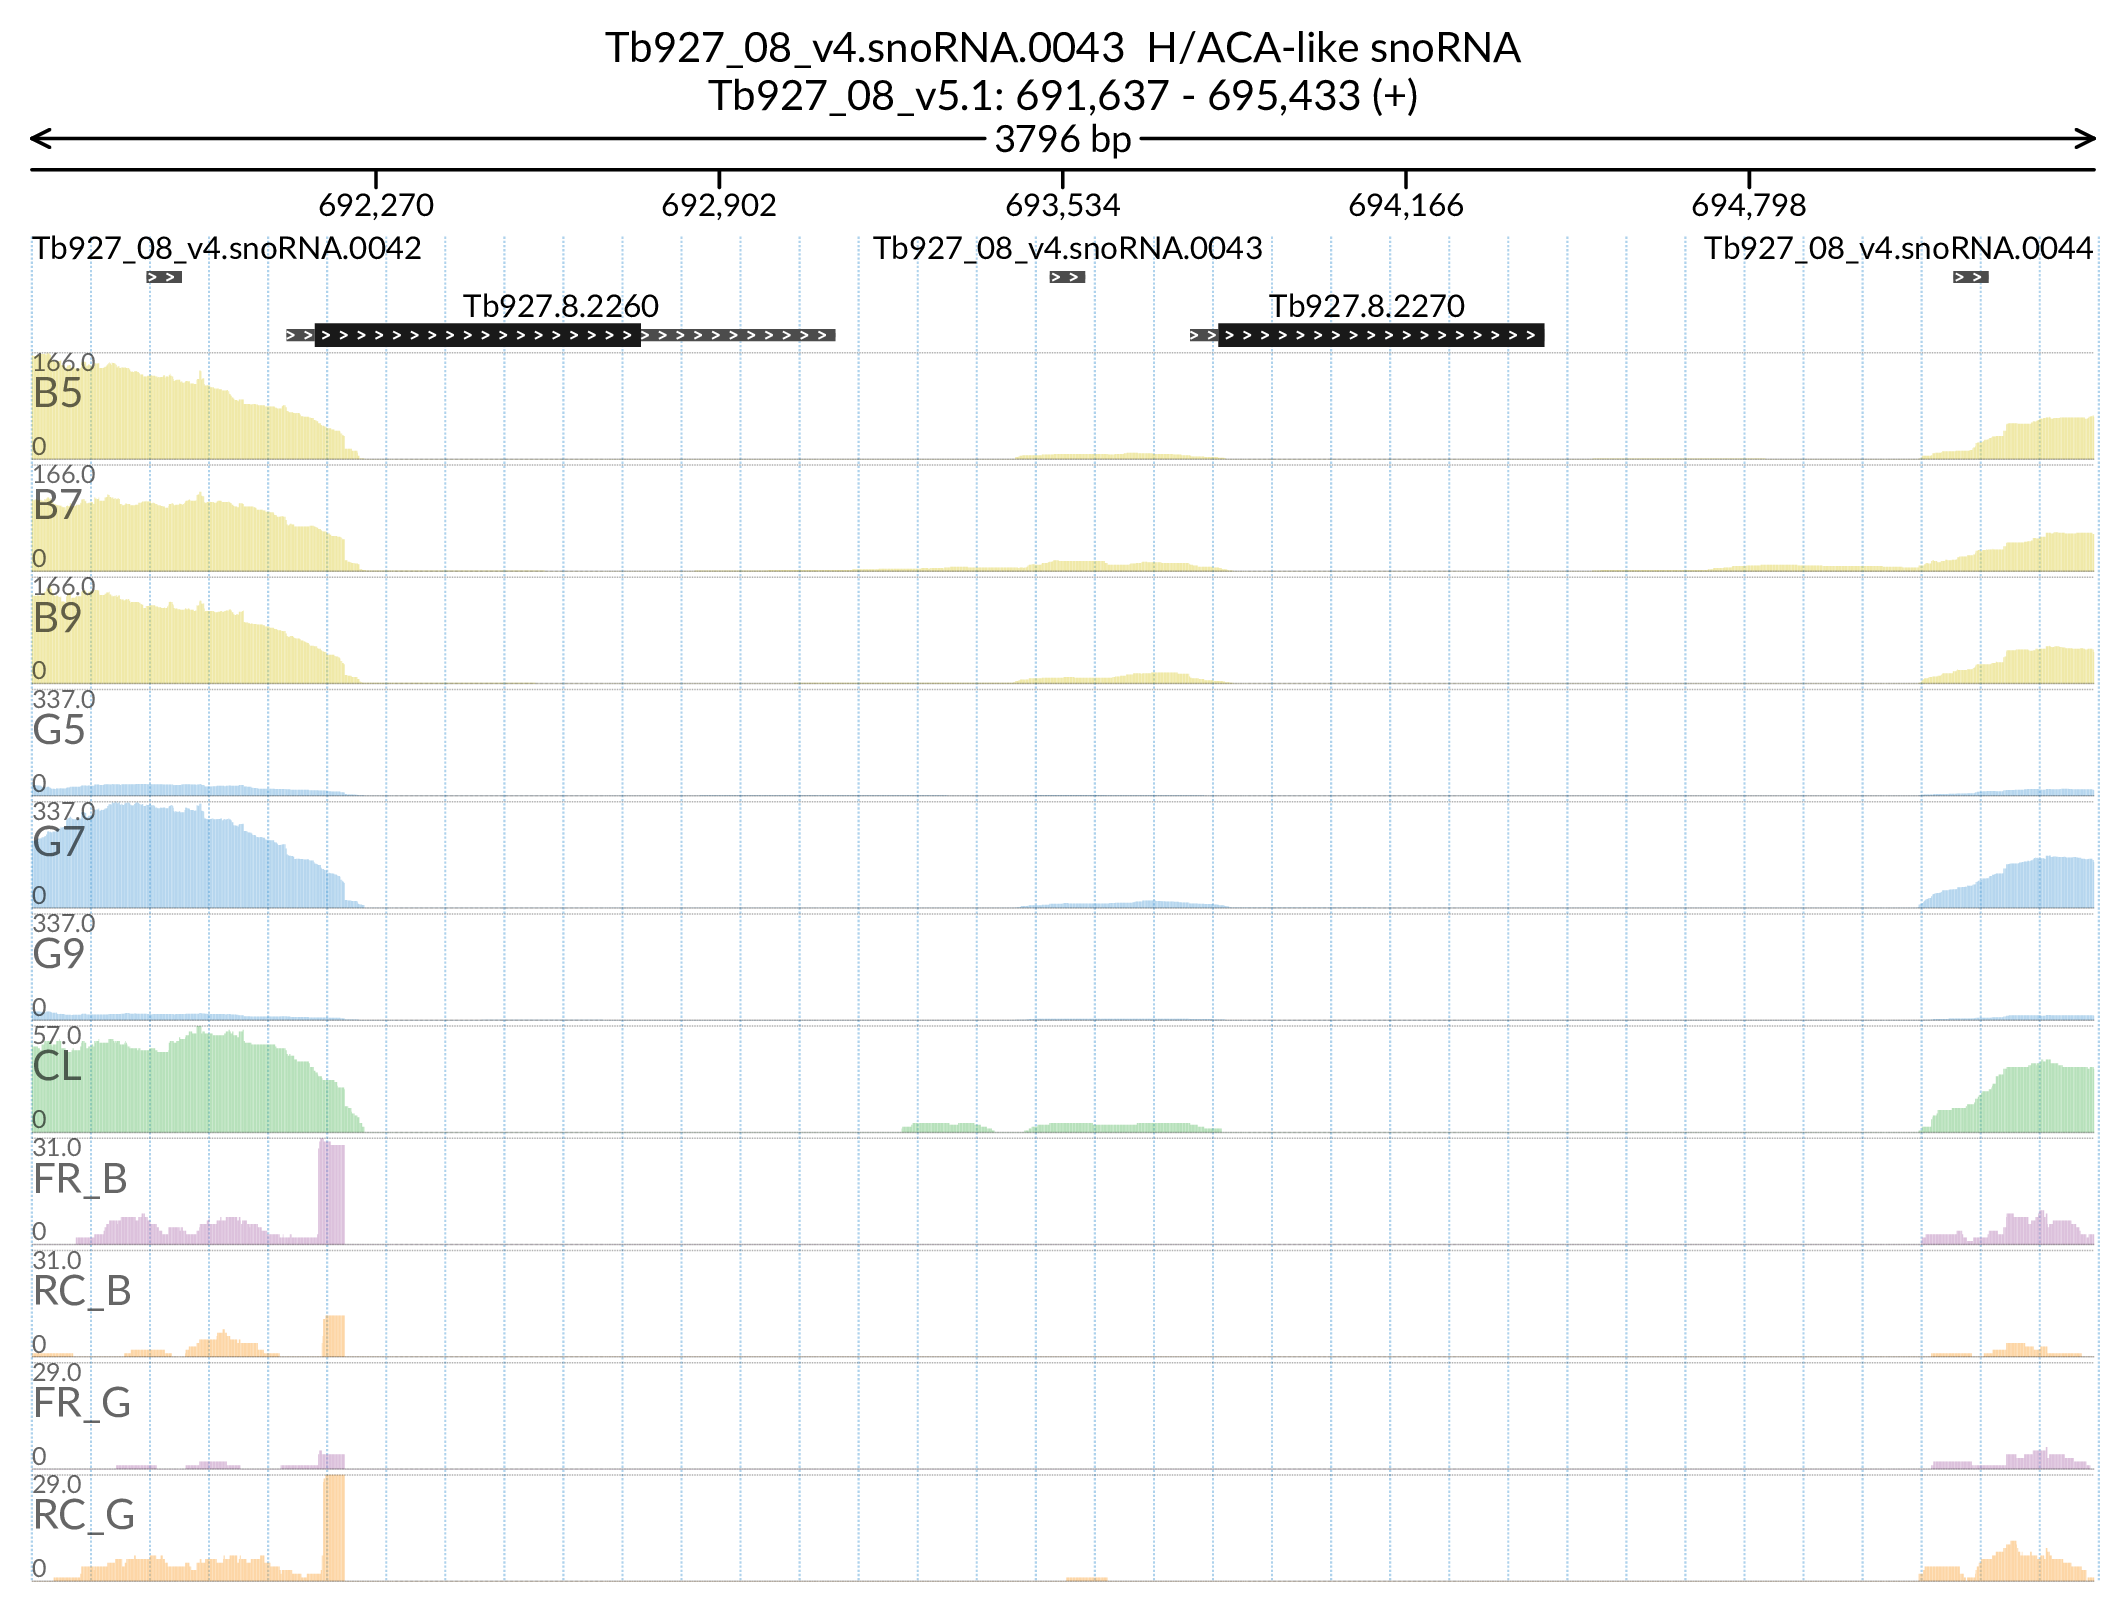 Tb927_08_v4.snoRNA.0043  H/ACA-like snoRNA
Tb927_08_v5.1: 691,637 - 695,433 (+)
3796 bp
692,270 692,902 693,534 694,166 694,798
Tb927_08_v4.snoRNA.0042 Tb927_08_v4.snoRNA.0043 Tb927_08_v4.snoRNA.0044
Tb927.8.2260 Tb927.8.2270
166.0
B5
0
166.0
B7
0
166.0
B9
0
337.0
G5
0
337.0
G7
0
337.0
G9
0
57.0
CL
0
31.0
FR_B
0
31.0
RC_B
0
29.0
FR_G
0
29.0
RC_G
0